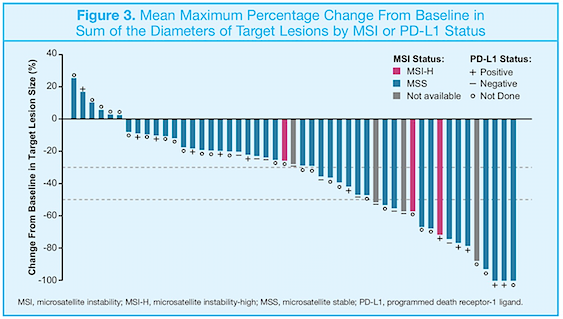 Figure 3. Mean Maximum Percentage Change From Baseline in
Sum of the Diameters of Target Lesions by MSI or PD-L1 Status
Change From Baseline in Target Lesion Size (%)
40
20
0
-20
-40
-60
-80
-100
MSI Status:
MSI-H
MSS
Not available
PD-L1 Status:
+ Positive
– Negative
o Not Done
MSI, microsatellite instability; MSI-H, microsatellite instability-high; MSS, microsatellite stable; PD-L1, programmed death receptor-1 ligand.